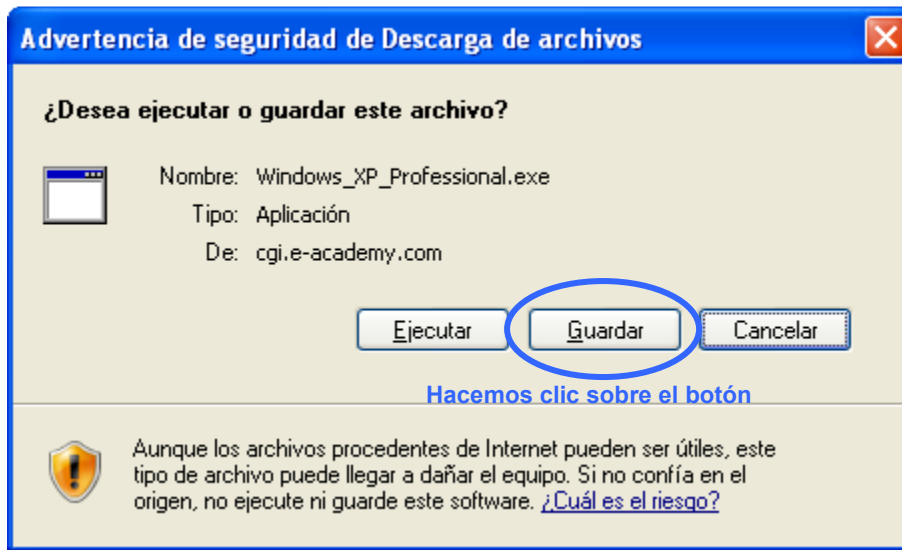 Advertencia de seguridad de Descarga de archivos
¿Desea ejecutar o guardar este archivo?
Nombre: Windows_XP_Professional.exe
Tipo: Aplicación
De: cgi.e-academy.com
Ejecutar Guardar Cancelar
Hacemos clic sobre el botón
Aunque los archivos procedentes de Internet pueden ser útiles, este
tipo de archivo puede llegar a dañar el equipo. Si no confía en el
origen, no ejecute ni guarde este software. ¿Cuál es el riesgo?